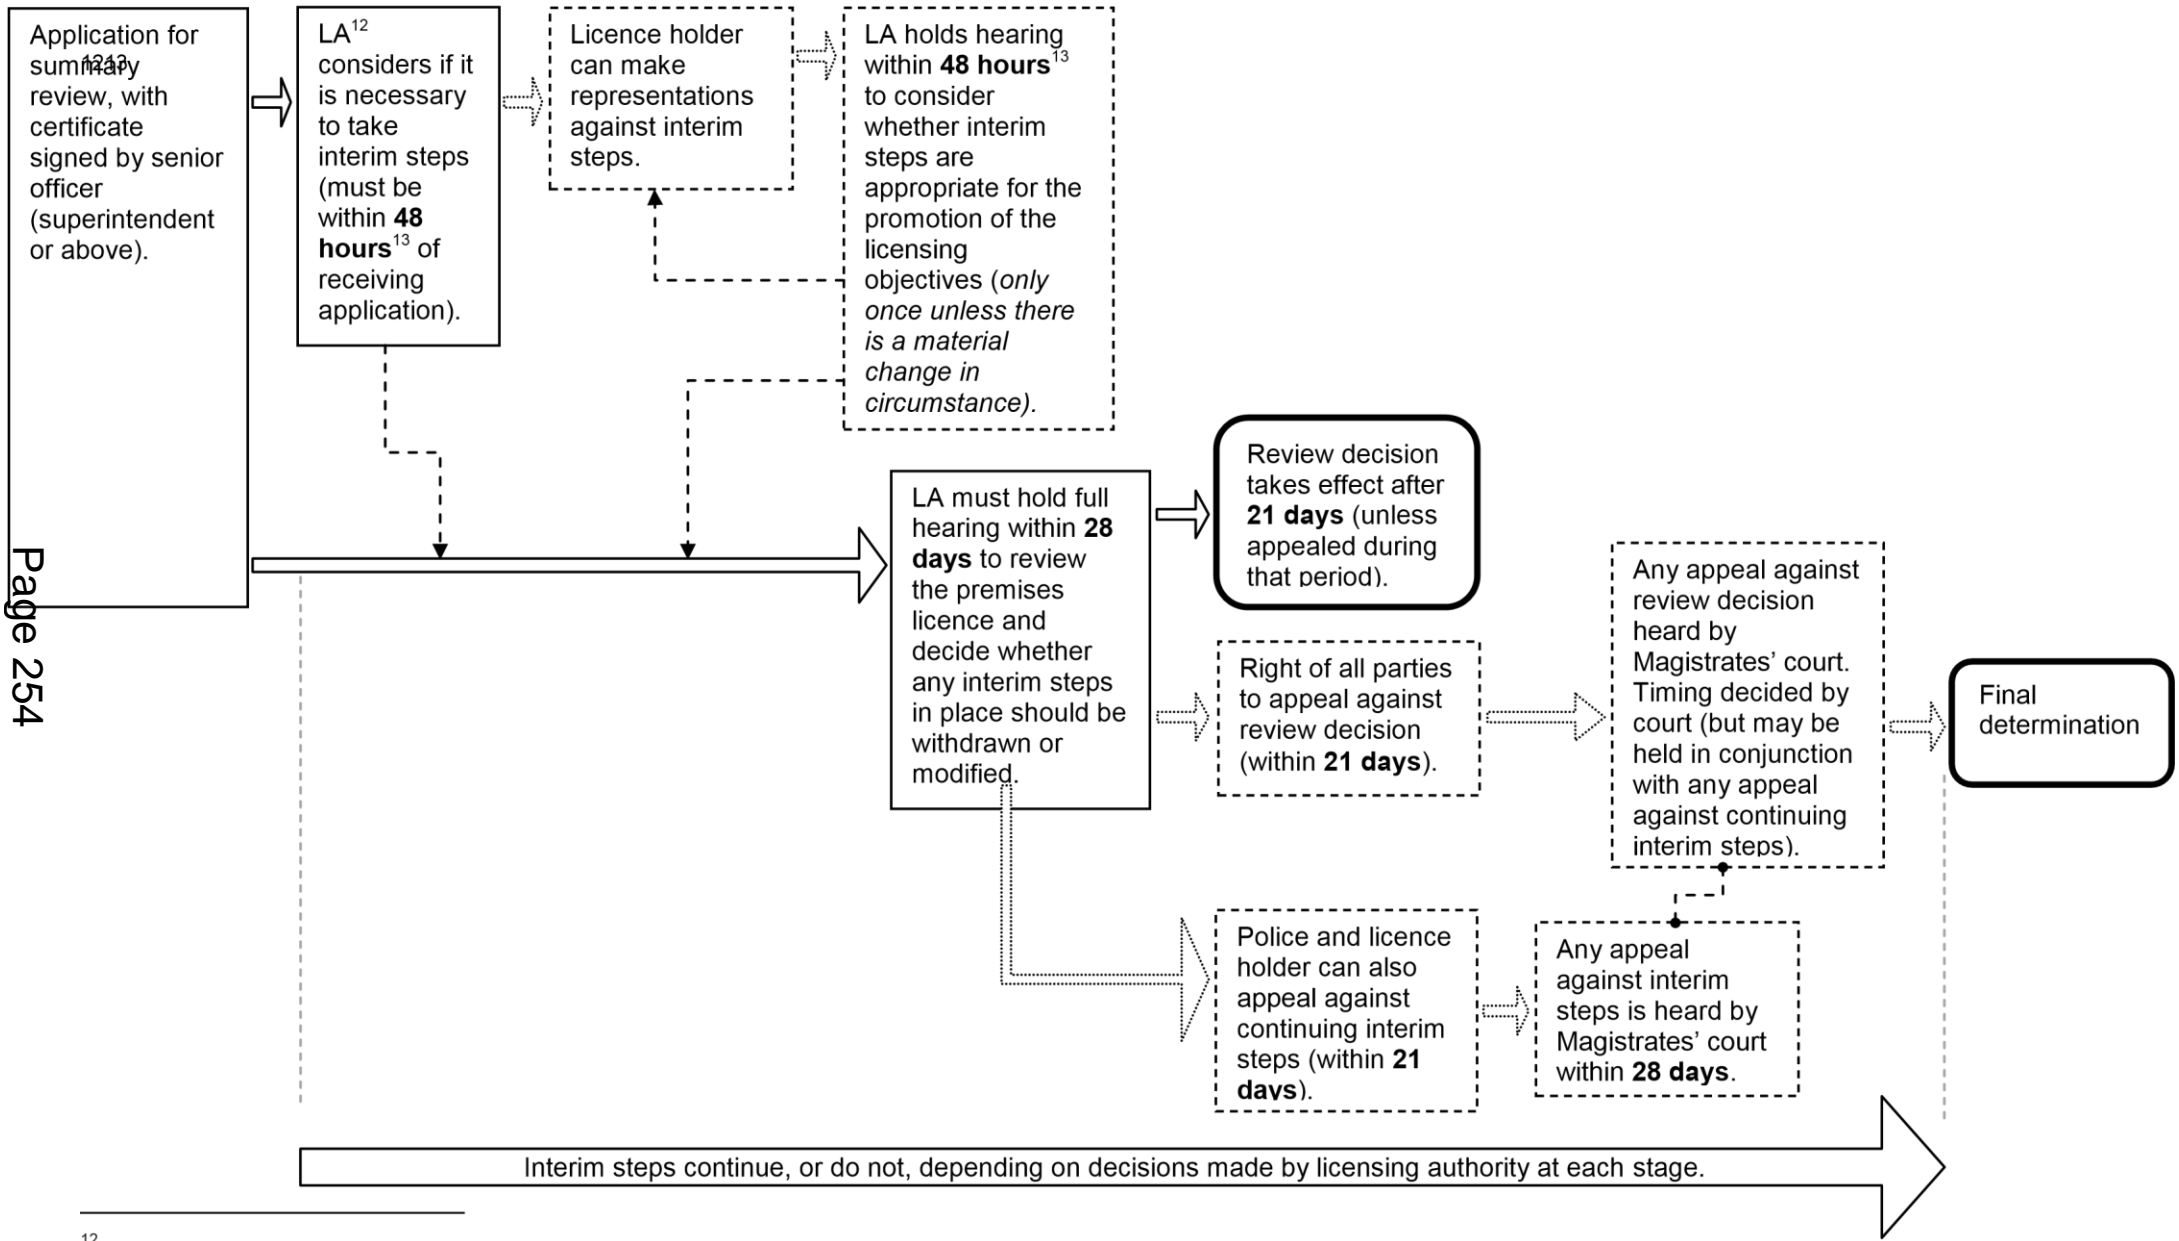 Application for
summary
1213
review, with
certificate
signed by senior
officer
(superintendent
or above).
LA12
considers if it
is necessary
to take
interim steps
(must be
within 48
hours13 of
receiving
application).
Licence holder
can make
representations
against interim
steps.
LA holds hearing
within 48 hours13
to consider
whether interim
steps are
appropriate for the
promotion of the
licensing
objectives (only
once unless there
is a material
change in
circumstance).
LA must hold full
hearing within 28
days to review
the premises
licence and
decide whether
any interim steps
in place should be
withdrawn or
modified.
Review decision
takes effect after
21 days (unless
appealed during
that period).
Right of all parties
to appeal against
review decision
(within 21 days).
Any appeal against
review decision
heard by
Magistrates’ court.
Timing decided by
court (but may be
held in conjunction
with any appeal
against continuing
interim steps).
Final
determination
Police and licence
holder can also
appeal against
continuing interim
steps (within 21
days).
Any appeal
against interim
steps is heard by
Magistrates’ court
within 28 days.
Interim steps continue, or do not, depending on decisions made by licensing authority at each stage.
Page 254
12